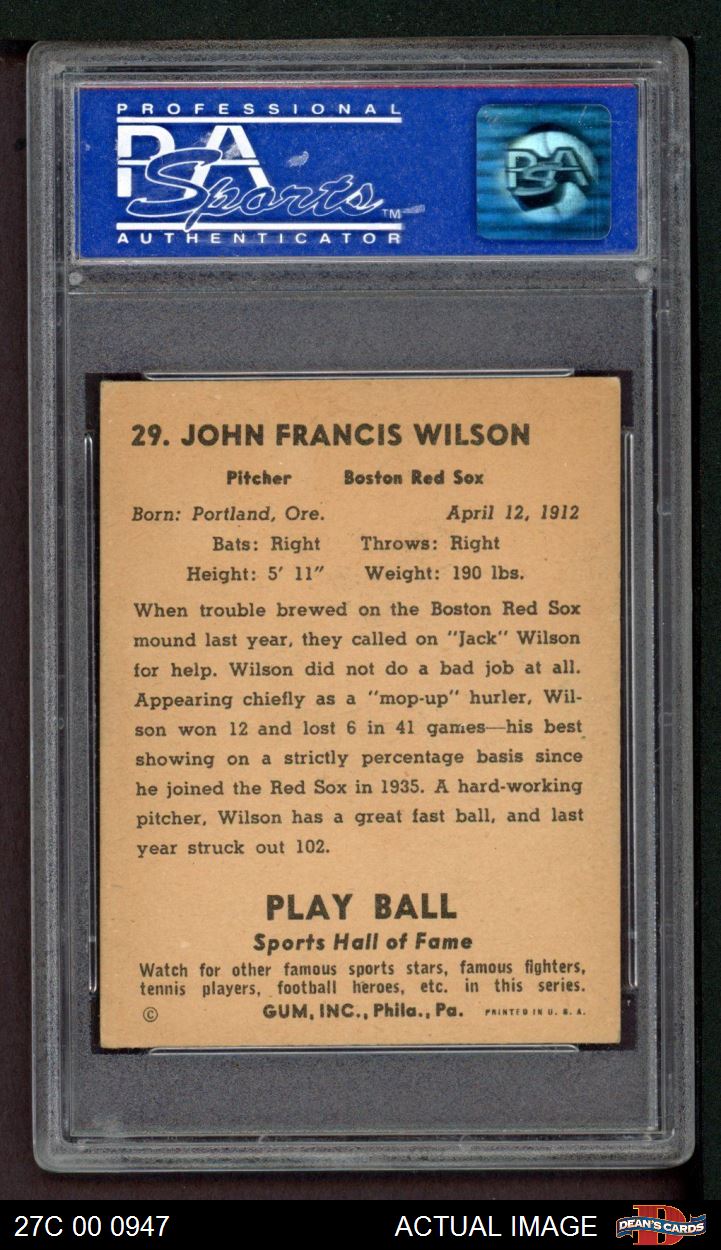 PROFESSIONAL
PSA
Sports TM
AUTHENTICATOR
PSA
29. JOHN FRANCIS WILSON
Pitcher Boston Red Sox
Born: Portland, Ore. April 12, 1912
Bats: Right Throws: Right
Height: 5' 11" Weight: 190 lbs.
When trouble brewed on the Boston Red Sox
mound last year, they called on "Jack" Wilson
for help. Wilson did not do a bad job at all.
Appearing chiefly as a "mop-up" hurler, Wil-
son won 12 and lost 6 in 41 games—his best
showing on a strictly percentage basis since
he joined the Red Sox in 1935. A hard-working
pitcher, Wilson has a great fast ball, and last
year struck out 102.
PLAY BALL
Sports Hall of Fame
Watch for other famous sports stars, famous fighters,
tennis players, football heroes, etc. in this series.
© GUM, INC., Phila., Pa. PRINTED IN U. S. A.
27C 00 0947 ACTUAL IMAGE DEAN'S CARDS